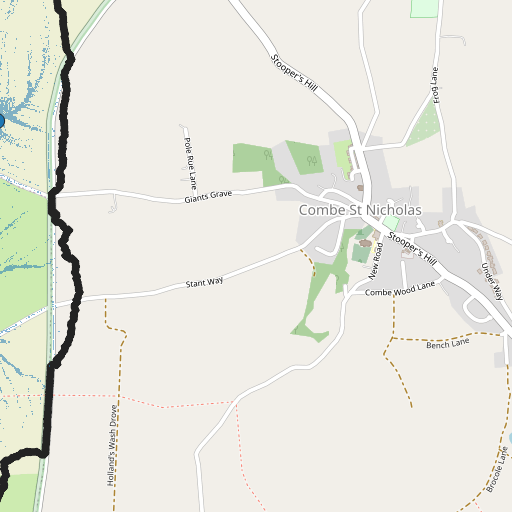 Stooper's Hill
Frog Lane
Pole Rue Lane
Giants Grave
Combe St Nicholas
Stooper's Hill
New Road
Under Way
Stant Way
Combe Wood Lane
Bench Lane
Holland's Wash Drove
Brocole Lane